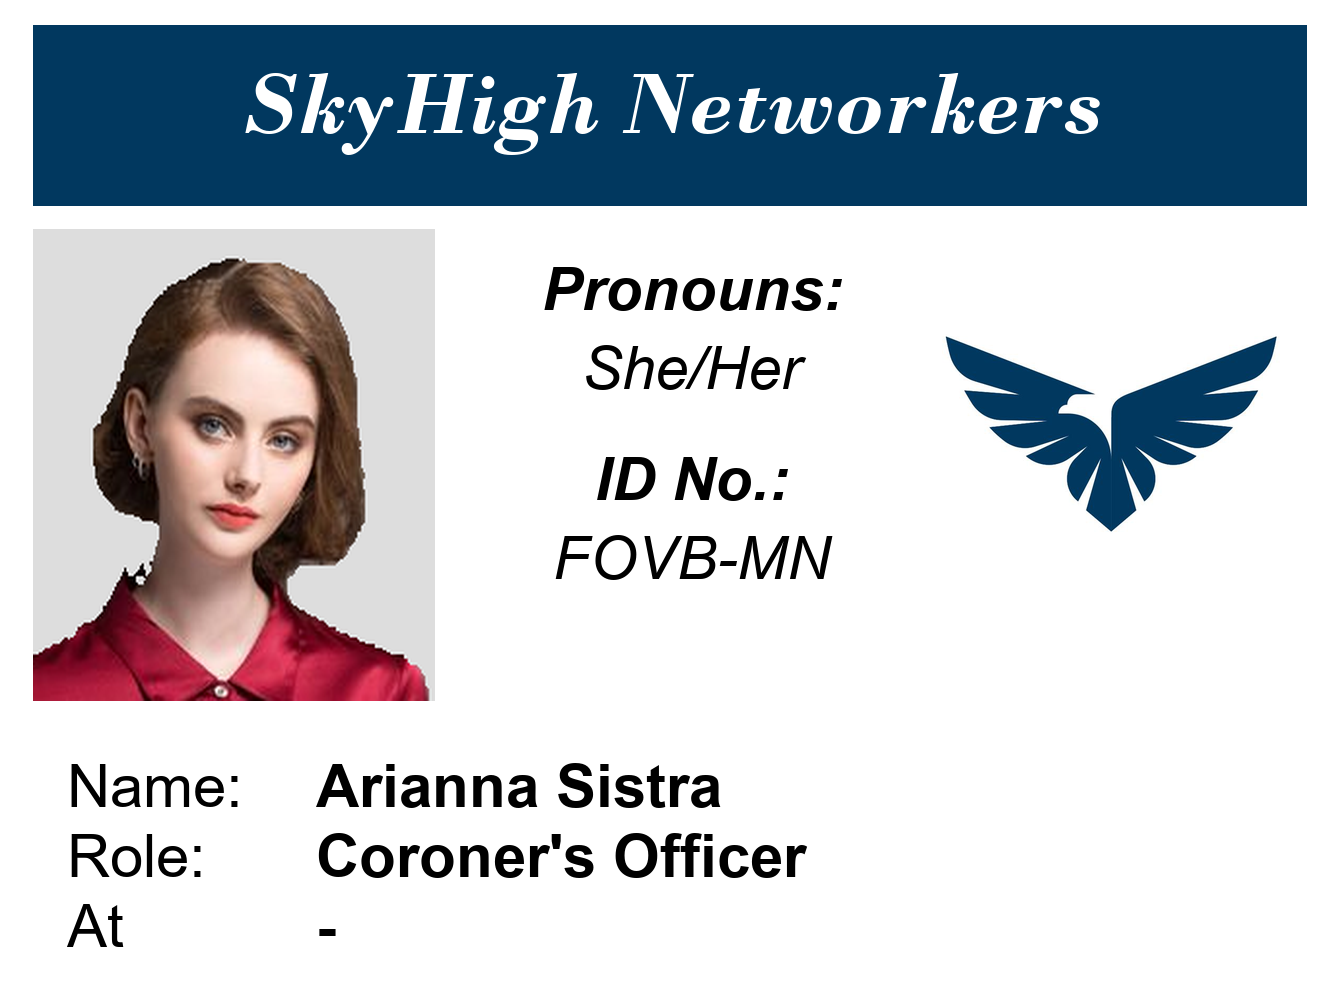 SkyHigh Networkers
Pronouns:
She/Her
ID No.:
FOVB-MN
Name: Arianna Sistra
Role: Coroner's Officer
At -